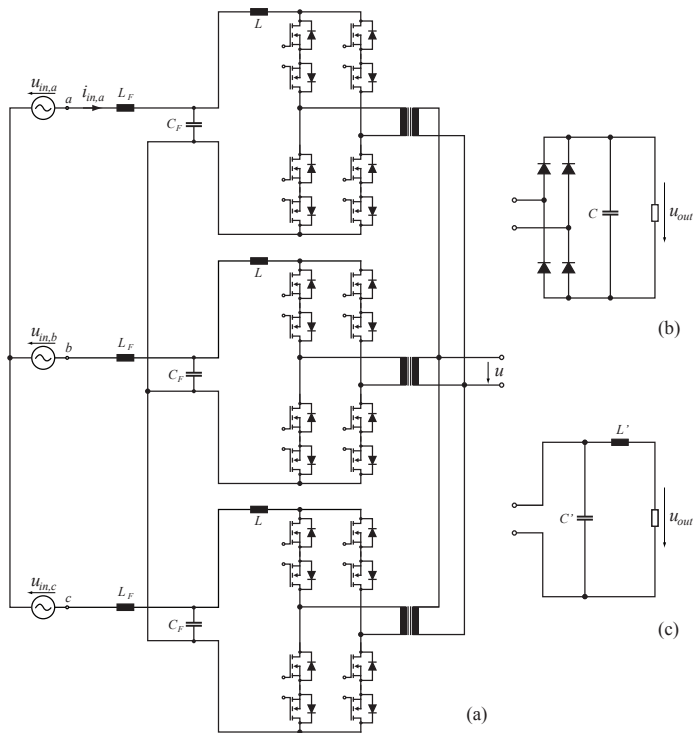 L
u_in,a
a
i_in,a
L_F
C_F
C
u_out
(b)
L
u_in,b
b
L_F
C_F
u
L'
C'
u_out
(c)
L
u_in,c
c
L_F
C_F
(a)